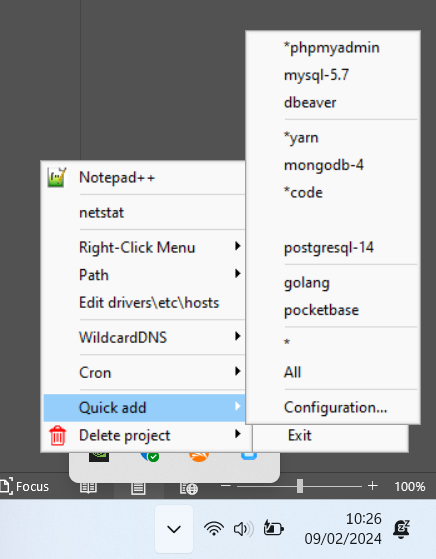 *phpmyadmin
mysql-5.7
dbeaver
*yarn
mongodb-4
*code
postgresql-14
golang
pocketbase
*
All
Configuration...
Exit
Notepad++
netstat
Right-Click Menu
Path
Edit drivers\etc\hosts
WildcardDNS
Cron
Quick add
Delete project
Focus
100%
10:26
09/02/2024